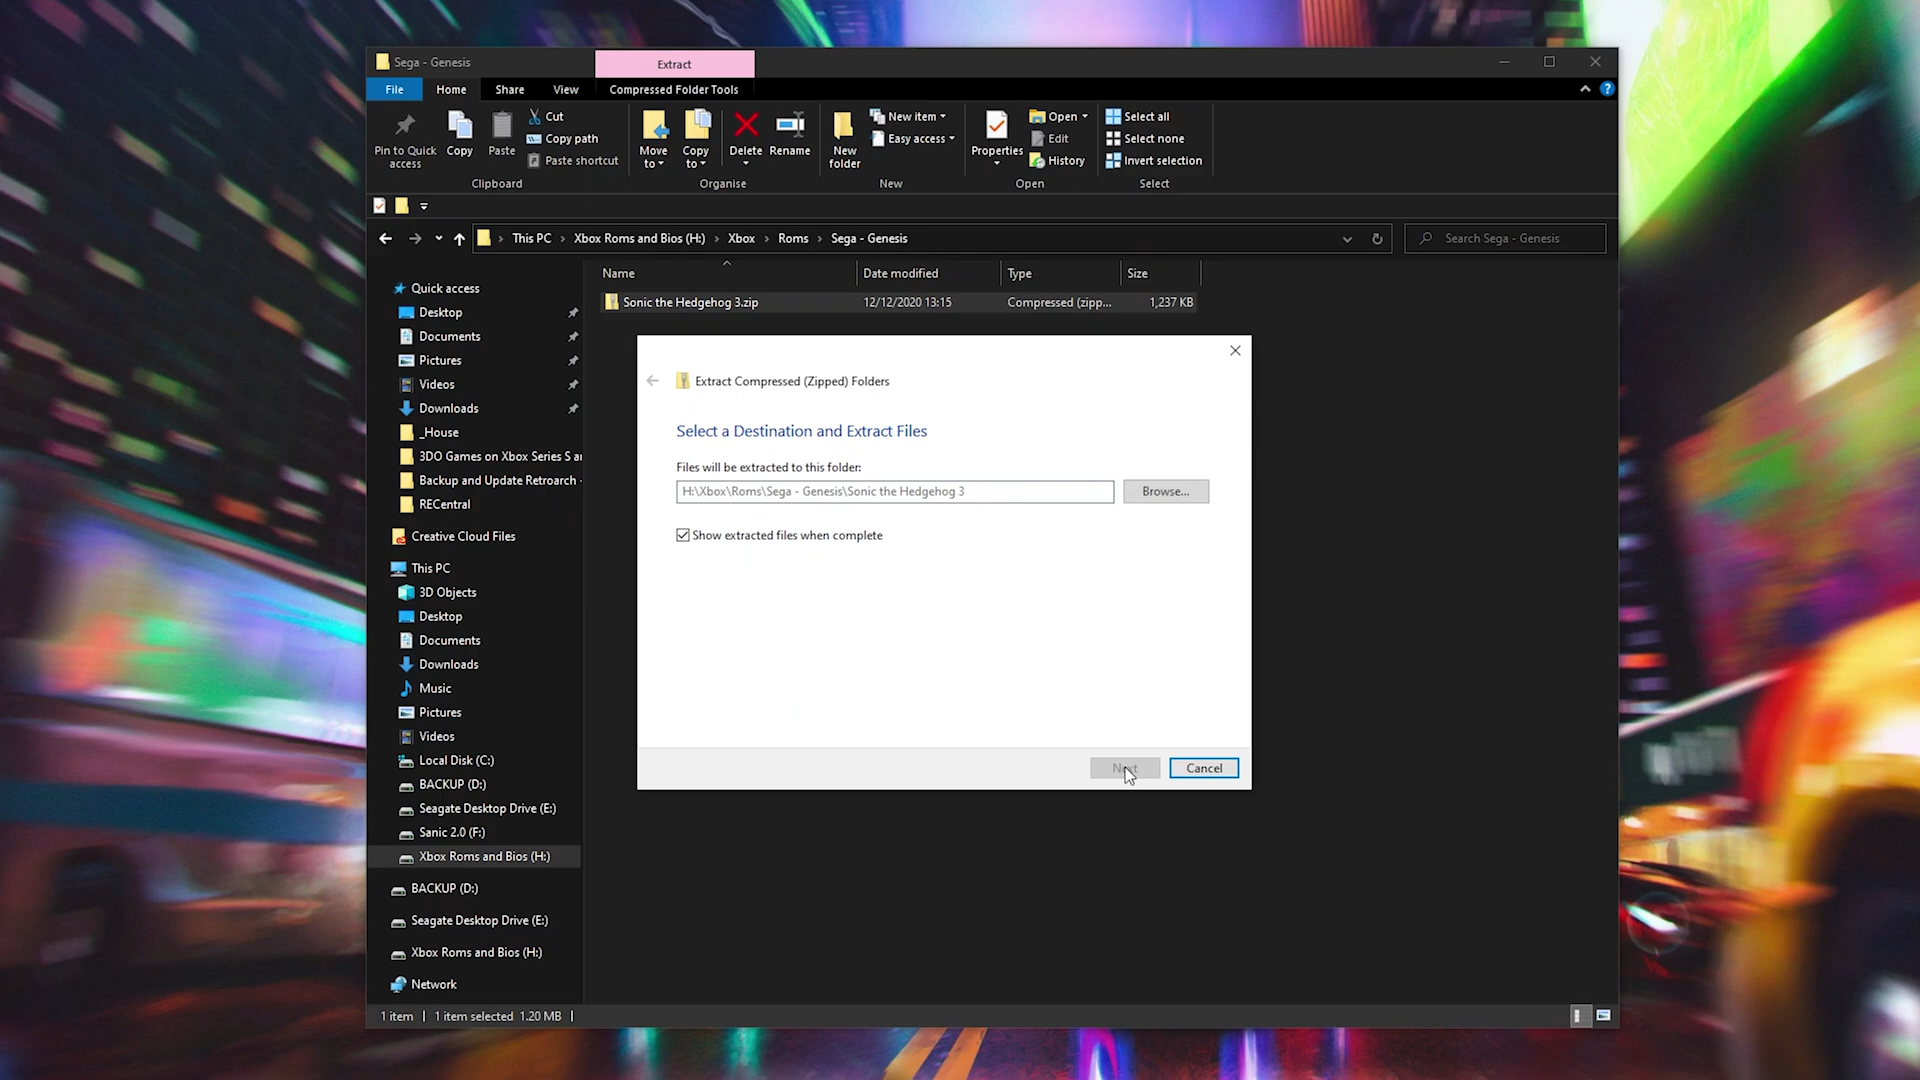 Sega - Genesis
Extract
File Home Share View Compressed Folder Tools
Pin to Quick access
Copy
Paste
Cut
Copy path
Paste shortcut
Clipboard
Move to
Copy to
Delete
Rename
Organise
New folder
New item
Easy access
New
Properties
Open
Edit
History
Open
Select all
Select none
Invert selection
Select
This PC > Xbox Roms and Bios (H:) > Xbox > Roms > Sega - Genesis
Search Sega - Genesis
Name Date modified Type Size
Sonic the Hedgehog 3.zip 12/12/2020 13:15 Compressed (zipp... 1,237 KB
Quick access
Desktop
Documents
Pictures
Videos
Downloads
_House
3DO Games on Xbox Series S a
Backup and Update Retroarch -
RECentral
Creative Cloud Files
This PC
3D Objects
Desktop
Documents
Downloads
Music
Pictures
Videos
Local Disk (C:)
BACKUP (D:)
Seagate Desktop Drive (E:)
Sanic 2.0 (F:)
Xbox Roms and Bios (H:)
BACKUP (D:)
Seagate Desktop Drive (E:)
Xbox Roms and Bios (H:)
Network
Extract Compressed (Zipped) Folders
Select a Destination and Extract Files
Files will be extracted to this folder:
H:\Xbox\Roms\Sega - Genesis\Sonic the Hedgehog 3
Browse...
Show extracted files when complete
Next
Cancel
1 item | 1 item selected 1.20 MB |